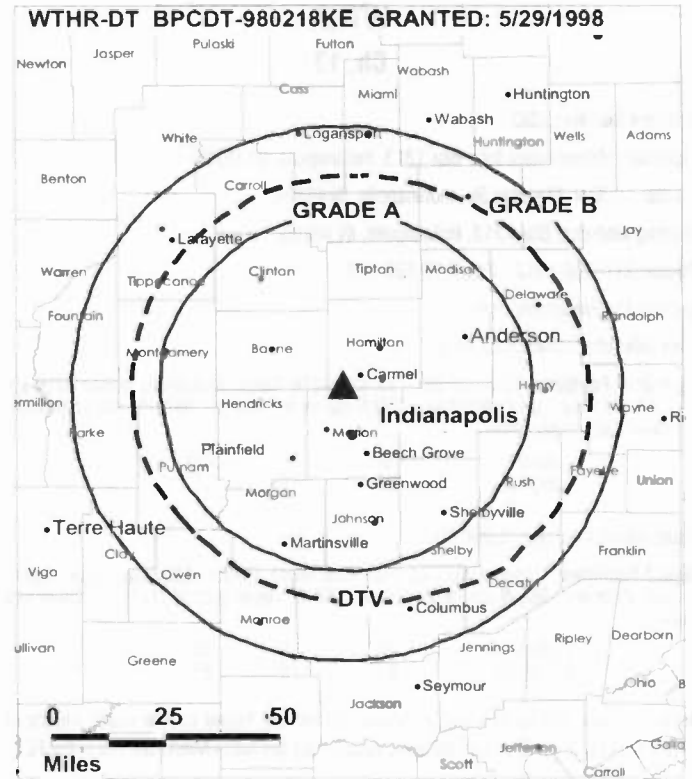 WTHR-DT BPCDT-980218KE GRANTED: 5/29/1998
Pulaski
Fulton
Jasper
Newton
Wabash
Cass
Miami
Huntington
Wabash
Logansport
White
Huntington
Wells
Adams
Benton
Carroll
GRADE A
GRADE B
Jay
Lafayette
Warren
Tippecanoe
Clinton
Tipton
Madison
Delaware
Fountain
Randolph
Montgomery
Boone
Hamilton
Anderson
Carmel
Henry
ermillion
Hendricks
Indianapolis
Wayne
Ri
Parke
Marion
Plainfield
Beech Grove
Putnam
Fayette
Union
Morgan
Greenwood
Rush
Johnson
Shelbyville
Terre Haute
Martinsville
Shelby
Franklin
Clay
Vigo
Owen
Decatur
DTV
Columbus
Monroe
ullivan
Greene
Jennings
Ripley
Dearborn
Ohio
Seymour
Jackson
0 25 50
Miles
Scott
Jefferson
Carroll